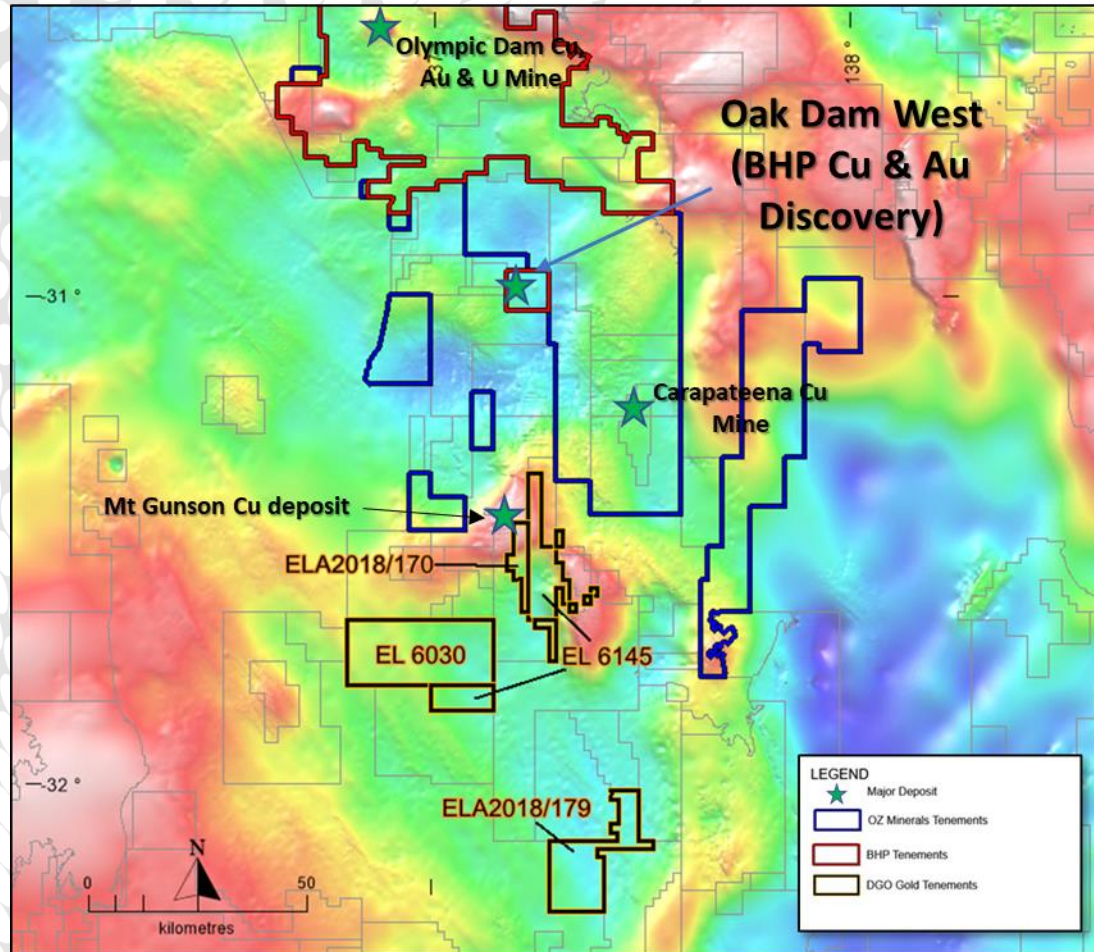 Olympic Dam Cu,
Au & U Mine
138 °
Oak Dam West
(BHP Cu & Au
Discovery)
-31 °
Carapateena Cu
Mine
Mt Gunson Cu deposit
ELA2018/170
EL 6030
EL 6145
-32 °
ELA2018/179
N
0
50
kilometres
LEGEND
Major Deposit
OZ Minerals Tenements
BHP Tenements
DGO Gold Tenements